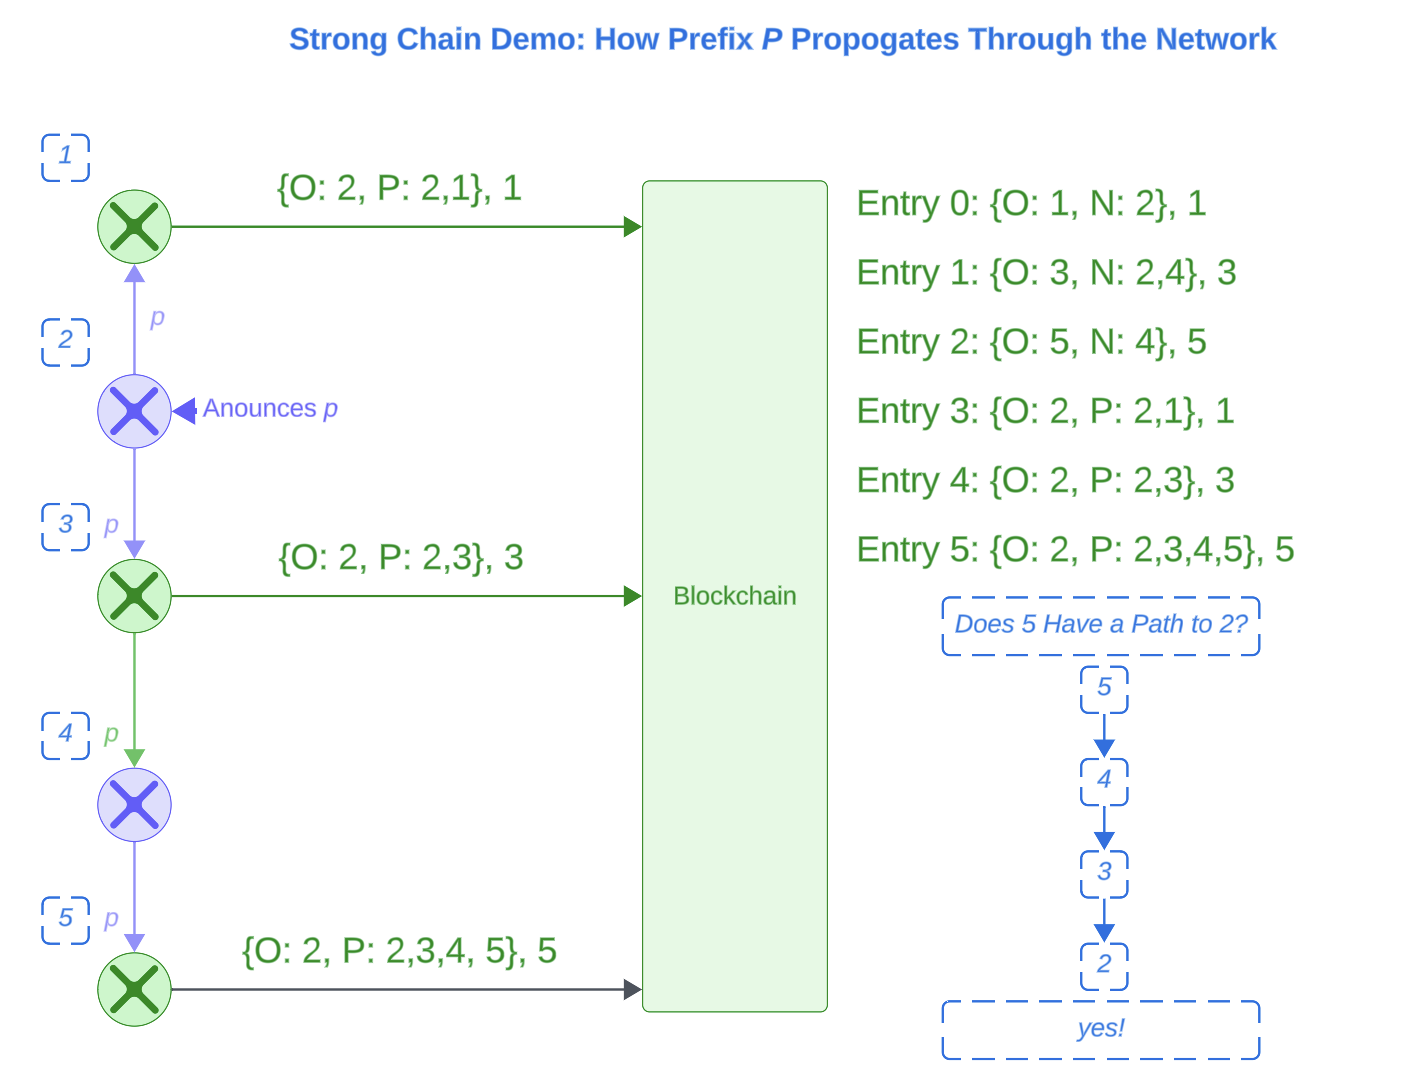 Strong Chain Demo: How Prefix P Propogates Through the Network
1
{O: 2, P: 2,1}, 1
p
2
Anounces p
3
p
{O: 2, P: 2,3}, 3
4
p
5
p
{O: 2, P: 2,3,4, 5}, 5
Blockchain
Entry 0: {O: 1, N: 2}, 1
Entry 1: {O: 3, N: 2,4}, 3
Entry 2: {O: 5, N: 4}, 5
Entry 3: {O: 2, P: 2,1}, 1
Entry 4: {O: 2, P: 2,3}, 3
Entry 5: {O: 2, P: 2,3,4,5}, 5
Does 5 Have a Path to 2?
5
4
3
2
yes!